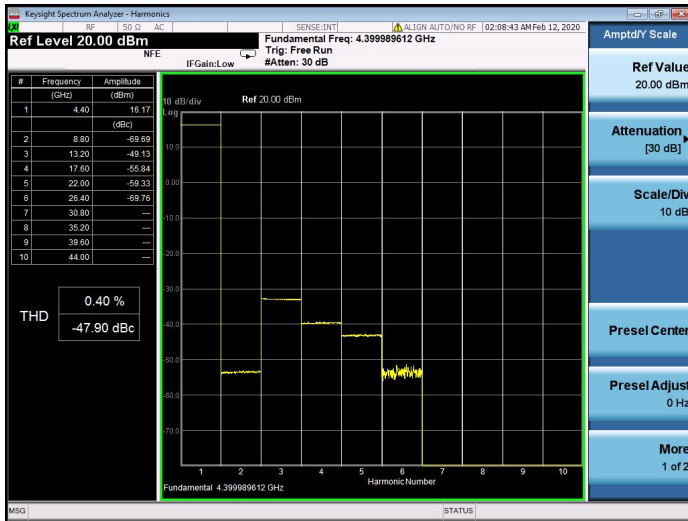 Keysight Spectrum Analyzer - Harmonics
LXI RF 50 Ω AC SENSE:INT ALIGN AUTO/NO RF 02:08:43 AM Feb 12, 2020
Ref Level 20.00 dBm
NFE
IFGain:Low
Fundamental Freq: 4.399989612 GHz
Trig: Free Run
#Atten: 30 dB
# Frequency Amplitude
(GHz) (dBm)
1 4.40 16.17
(dBc)
2 8.80 -69.69
3 13.20 -49.13
4 17.60 -55.84
5 22.00 -59.33
6 26.40 -69.76
7 30.80 ---
8 35.20 ---
9 39.60 ---
10 44.00 ---
THD
0.40 %
-47.90 dBc
10 dB/div Ref 20.00 dBm
Log
10.0
0.00
-10.0
-20.0
-30.0
-40.0
-50.0
-60.0
-70.0
1 2 3 4 5 6 7 8 9 10
Harmonic Number
Fundamental 4.399989612 GHz
Amptd/Y Scale
Ref Value
20.00 dBm
Attenuation
[30 dB]
Scale/Div
10 dB
Presel Center
Presel Adjust
0 Hz
More
1 of 2
MSG STATUS